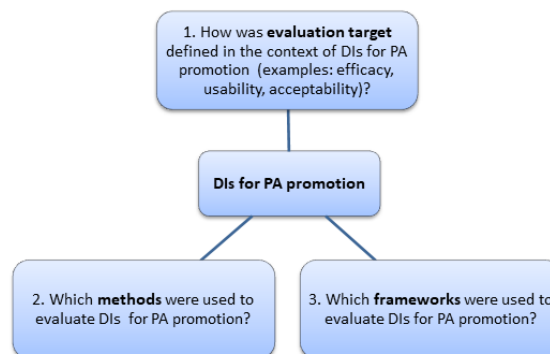 1. How was evaluation target
defined in the context of DIs for PA
promotion (examples: efficacy,
usability, acceptability)?
DIs for PA promotion
2. Which methods were used to
evaluate DIs for PA promotion?
3. Which frameworks were used to
evaluate DIs for PA promotion?